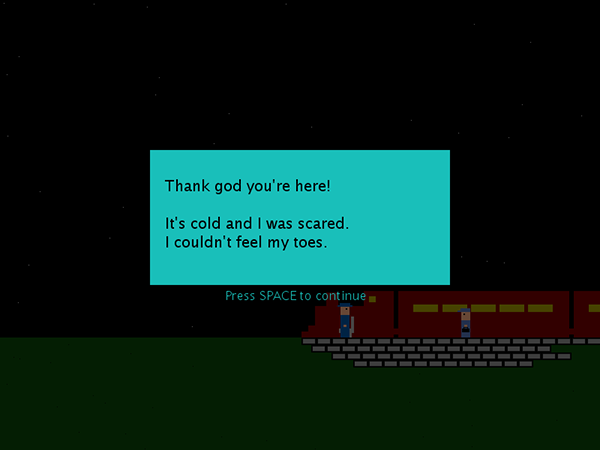 Thank god you're here!
It's cold and I was scared.
I couldn't feel my toes.
Press SPACE to continue